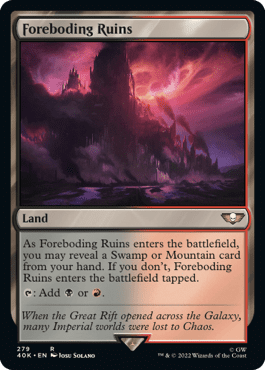 Foreboding Ruins
Land
As Foreboding Ruins enters the battlefield,
you may reveal a Swamp or Mountain card
from your hand. If you don't, Foreboding
Ruins enters the battlefield tapped.
: Add or .
When the Great Rift opened across the Galaxy,
many Imperial worlds were lost to Chaos.
279 R © GW
40K • EN Iosu Solano ™ & © 2022 Wizards of the Coast